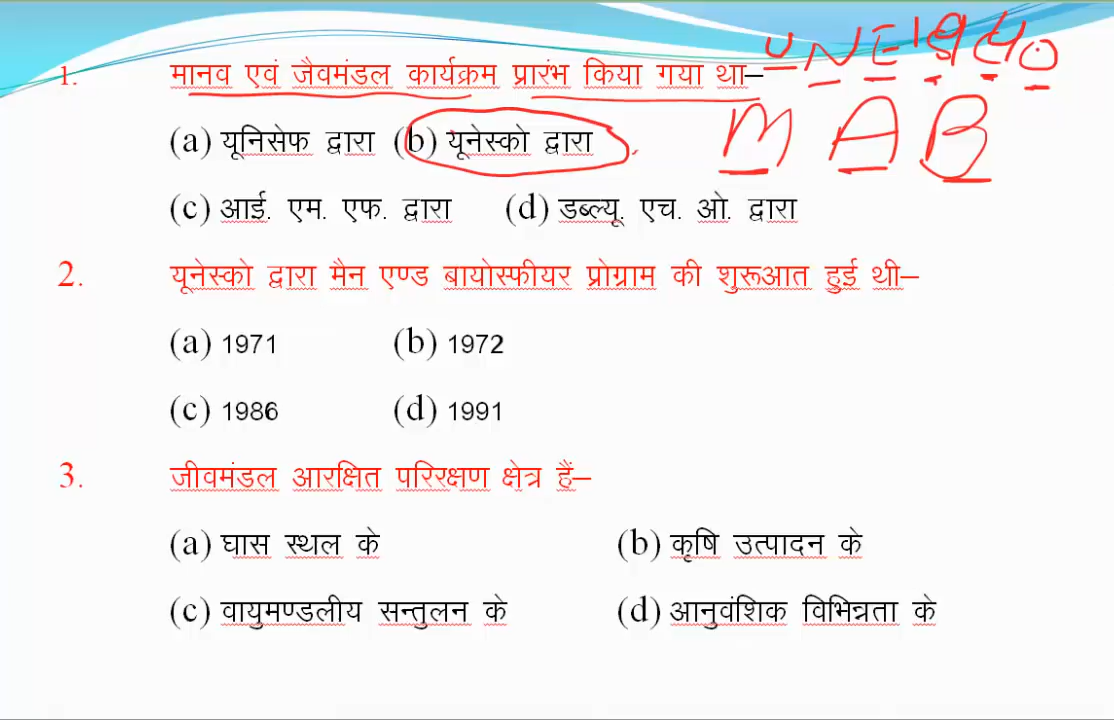 UNESCO
1. मानव एवं जैवमंडल कार्यक्रम प्रारंभ किया गया था–
MAB
(a) यूनिसेफ द्वारा (b) यूनेस्को द्वारा
(c) आई. एम. एफ. द्वारा (d) डब्ल्यू. एच. ओ. द्वारा
2. यूनेस्को द्वारा मैन एण्ड बायोस्फीयर प्रोग्राम की शुरूआत हुई थी–
(a) 1971 (b) 1972
(c) 1986 (d) 1991
3. जीवमंडल आरक्षित परिरक्षण क्षेत्र हैं–
(a) घास स्थल के (b) कृषि उत्पादन के
(c) वायुमण्डलीय सन्तुलन के (d) आनुवंशिक विभिन्नता के